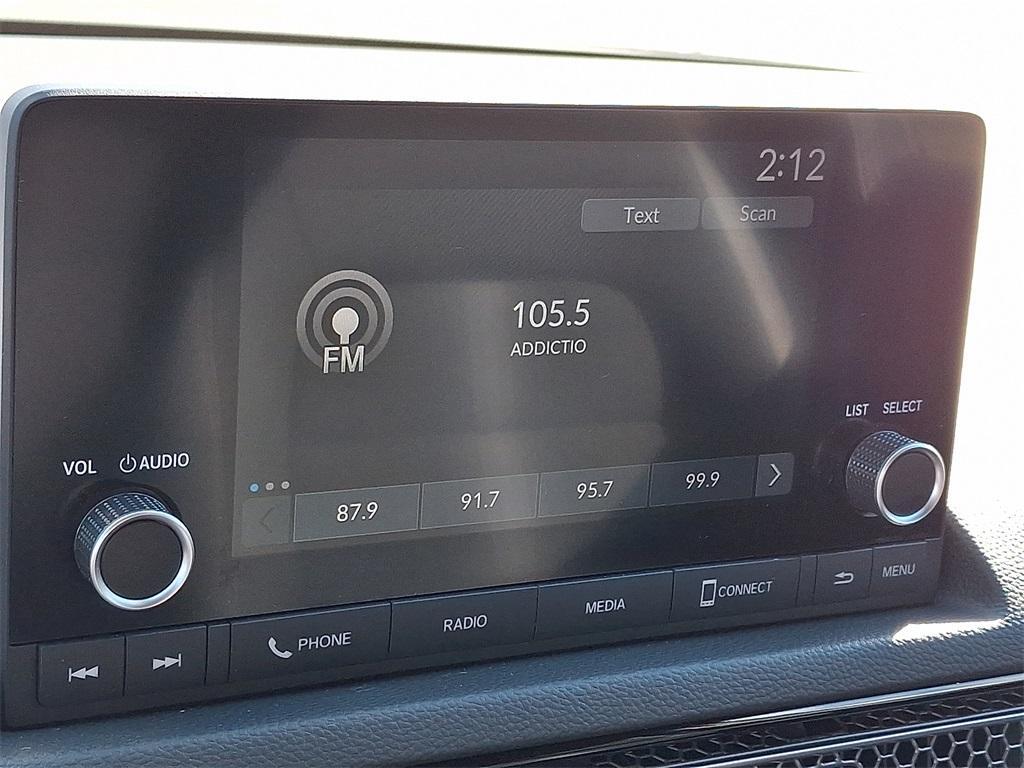 2:12
Text Scan
105.5
FM
ADDICTIO
LIST SELECT
VOL AUDIO
87.9 91.7 95.7 99.9
PHONE RADIO MEDIA CONNECT MENU